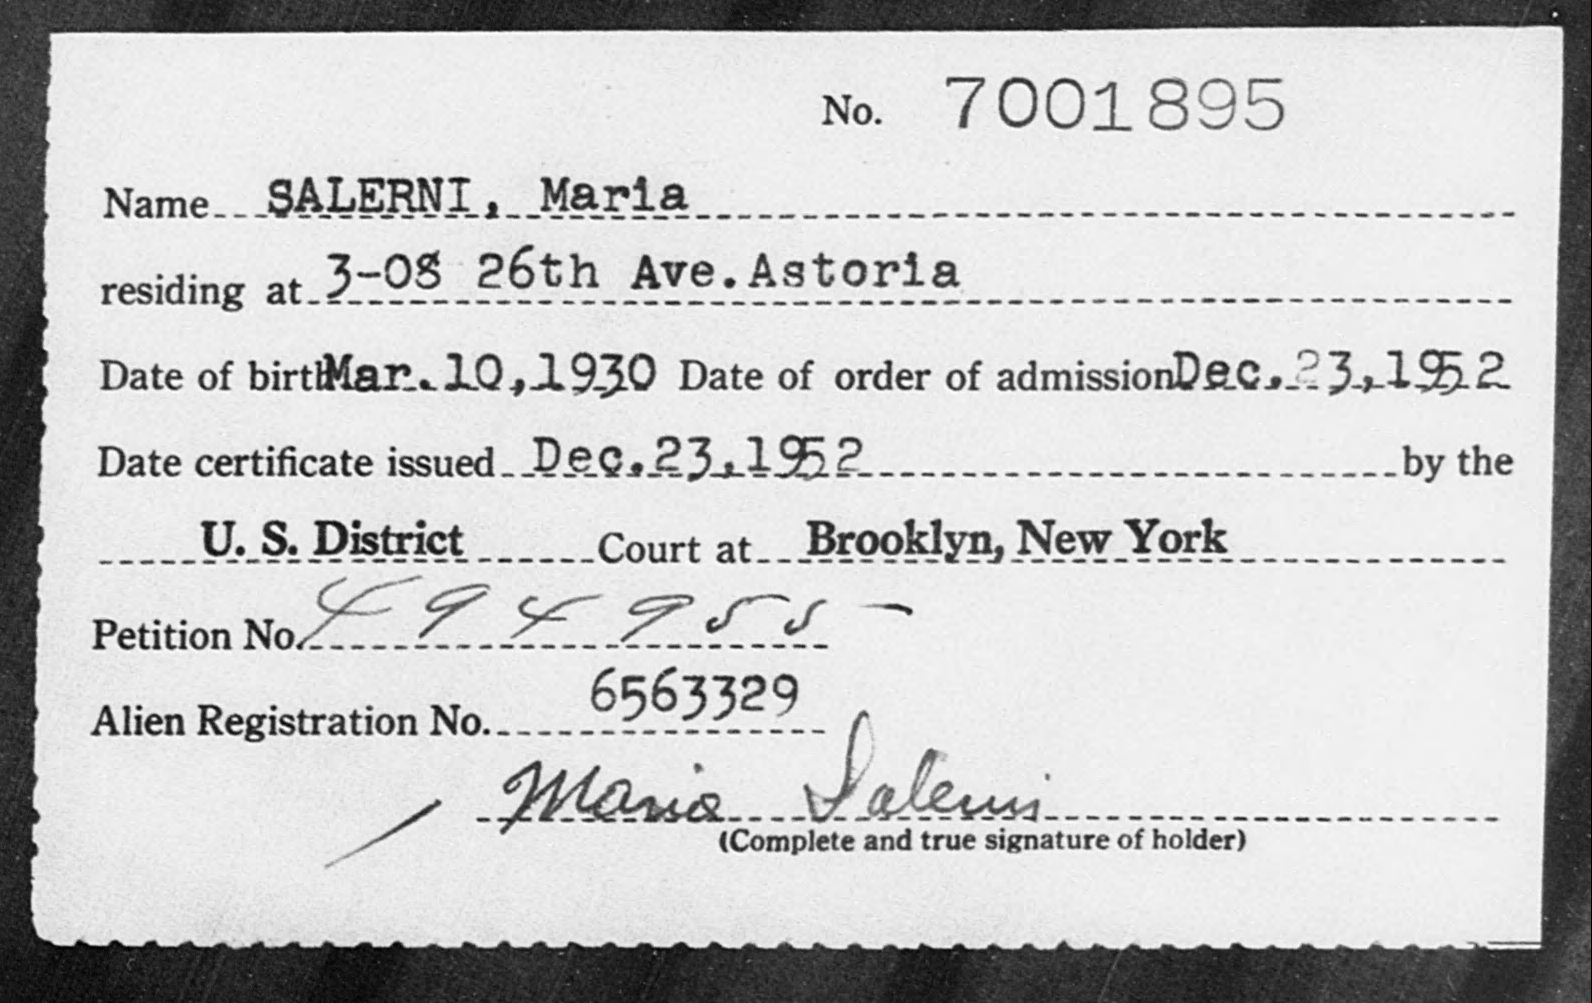 No. 7001895
Name SALERNI, Maria
residing at 3-08 26th Ave.Astoria
Date of birth Mar.10,1930 Date of order of admission Dec.23,1952
Date certificate issued Dec.23,1952 by the
U. S. District Court at Brooklyn, New York
Petition No. 494955
Alien Registration No. 6563329
Maria Salerni
(Complete and true signature of holder)